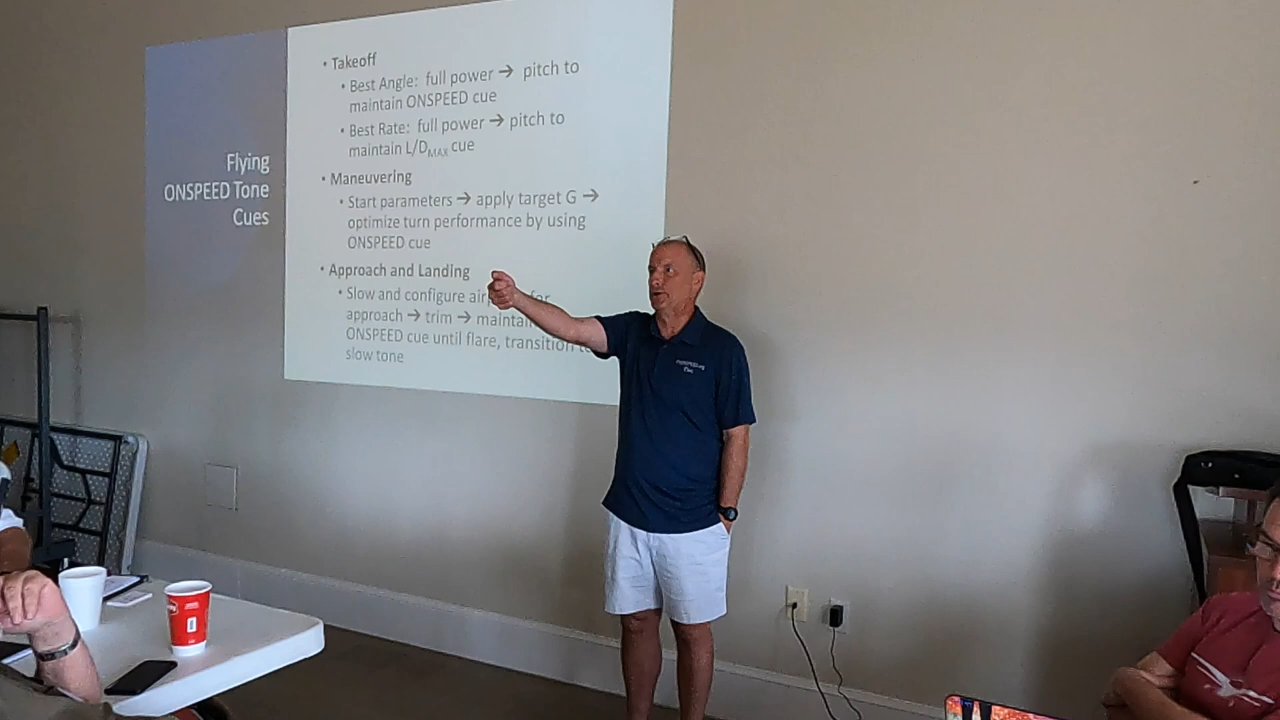 Flying
ONSPEED Tone
Cues
• Takeoff
• Best Angle: full power → pitch to
maintain ONSPEED cue
• Best Rate: full power → pitch to
maintain L/DMAX cue
• Maneuvering
• Start parameters → apply target G →
optimize turn performance by using
ONSPEED cue
• Approach and Landing
• Slow and configure for
approach → trim → maintain
ONSPEED cue until flare, transition
slow tone